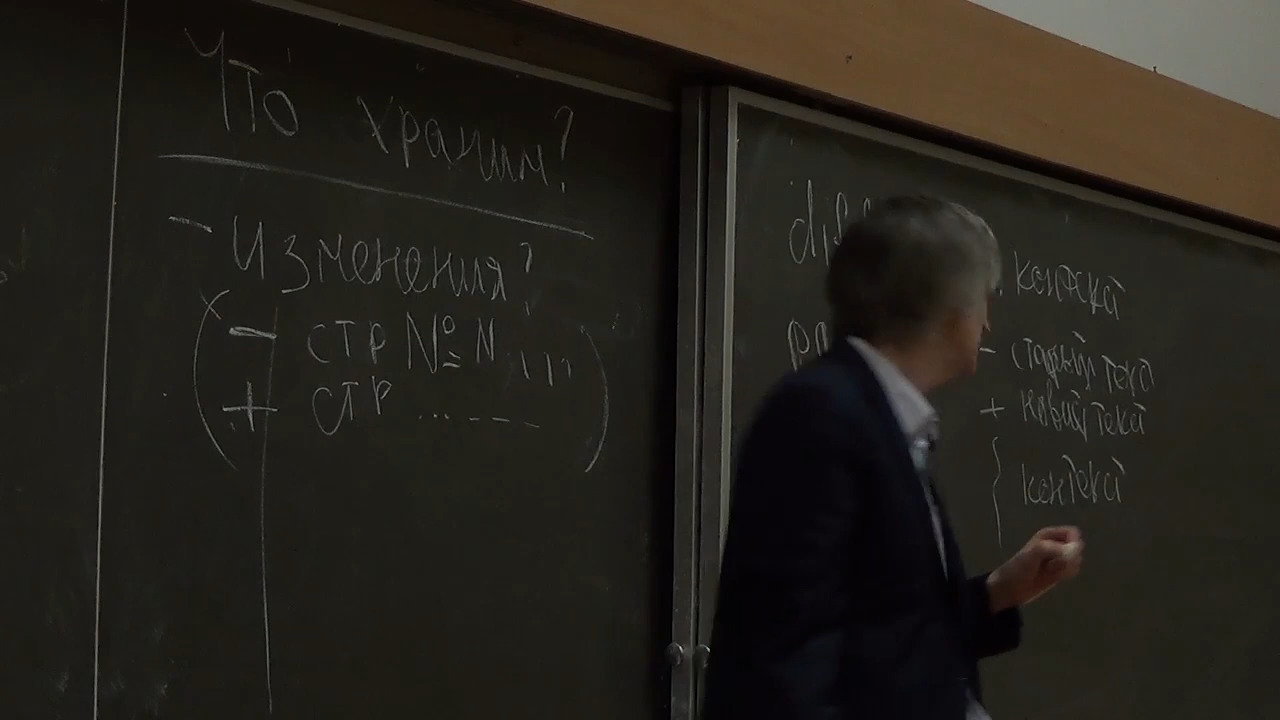 Что храним?
- Изменения?
- стр № N
+ стр ... ---
контекст
- старый текст
+ новый текст
контекст